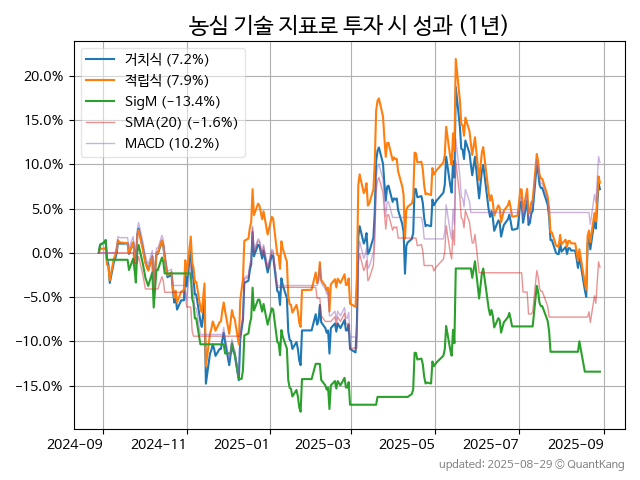 농심 기술 지표로 투자 시 성과 (1년)
거치식 (7.2%)
적립식 (7.9%)
SigM (−13.4%)
SMA(20) (−1.6%)
MACD (10.2%)
20.0%
15.0%
10.0%
5.0%
0.0%
−5.0%
−10.0%
−15.0%
2024-09 2024-11 2025-01 2025-03 2025-05 2025-07 2025-09
updated: 2025-08-29 © QuantKang